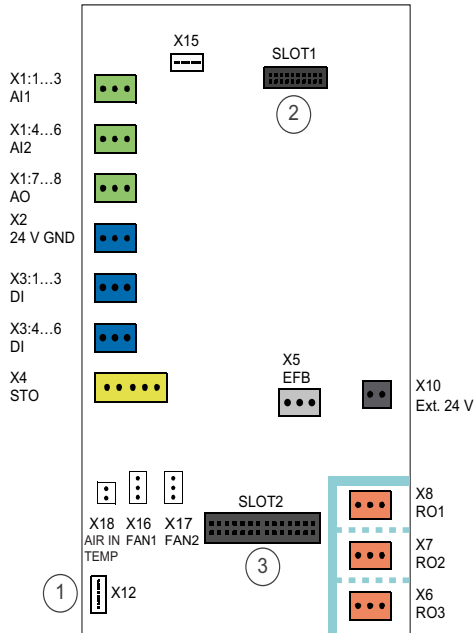 X15
SLOT1
2
X1:1…3
AI1
X1:4…6
AI2
X1:7…8
AO
X2
24 V GND
X3:1…3
DI
X3:4…6
DI
X4
STO
X5
EFB
X10
Ext. 24 V
X18
AIR IN
TEMP
X16
FAN1
X17
FAN2
SLOT2
3
X8
RO1
X7
RO2
X6
RO3
1
X12